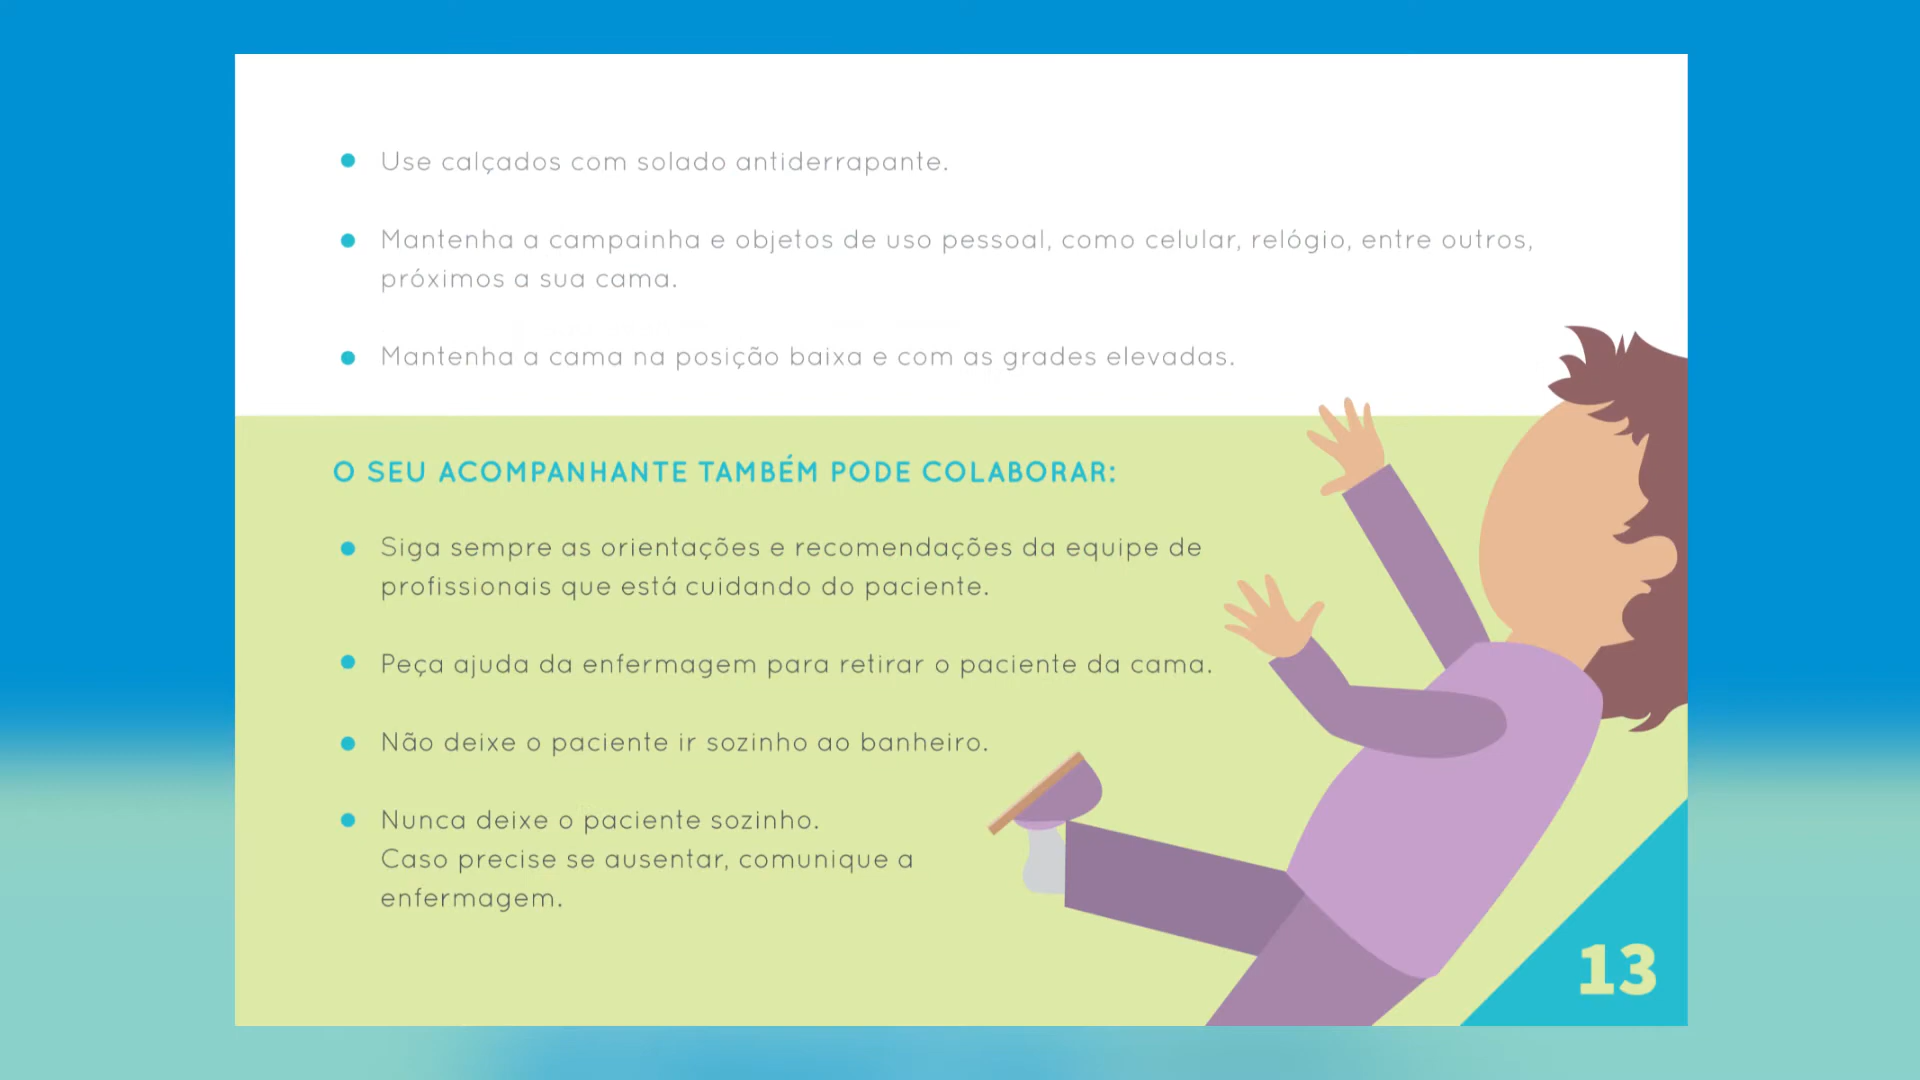 Use calçados com solado antiderrapante.
Mantenha a campainha e objetos de uso pessoal, como celular, relógio, entre outros,
próximos a sua cama.
Mantenha a cama na posição baixa e com as grades elevadas.
O SEU ACOMPANHANTE TAMBÉM PODE COLABORAR:
Siga sempre as orientações e recomendações da equipe de
profissionais que está cuidando do paciente.
Peça ajuda da enfermagem para retirar o paciente da cama.
Não deixe o paciente ir sozinho ao banheiro.
Nunca deixe o paciente sozinho.
Caso precise se ausentar, comunique a
enfermagem.
13